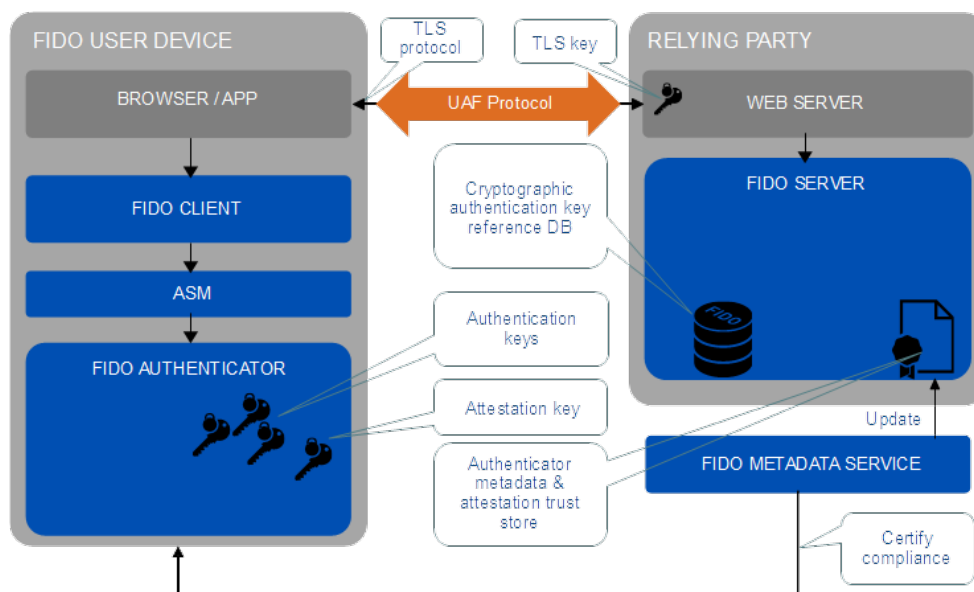 FIDO USER DEVICE
BROWSER / APP
FIDO CLIENT
ASM
FIDO AUTHENTICATOR
TLS
protocol
TLS key
UAF Protocol
Cryptographic
authentication key
reference DB
Authentication
keys
Attestation key
Authenticator
metadata &
attestation trust
store
RELYING PARTY
WEB SERVER
FIDO SERVER
FIDO
Update
FIDO METADATA SERVICE
Certify
compliance